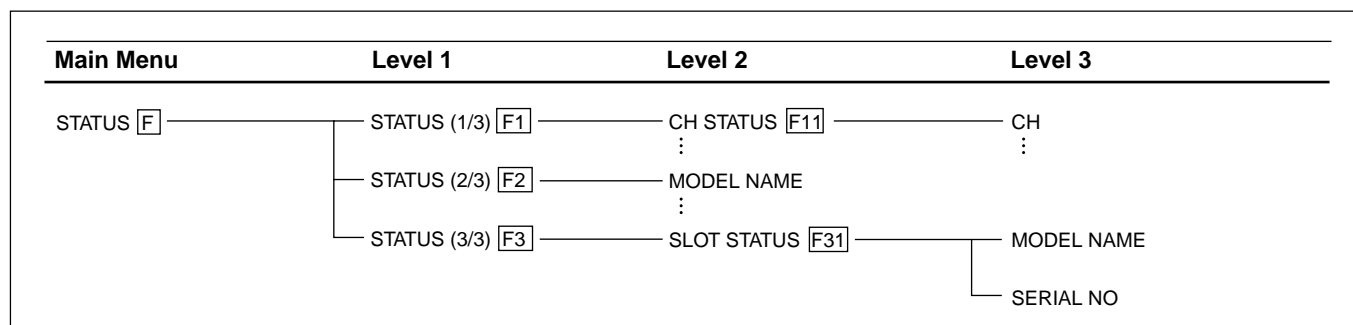 Main Menu Level 1 Level 2 Level 3
STATUS F STATUS (1/3) F1 CH STATUS F11 CH
STATUS (2/3) F2 MODEL NAME
STATUS (3/3) F3 SLOT STATUS F31 MODEL NAME
SERIAL NO